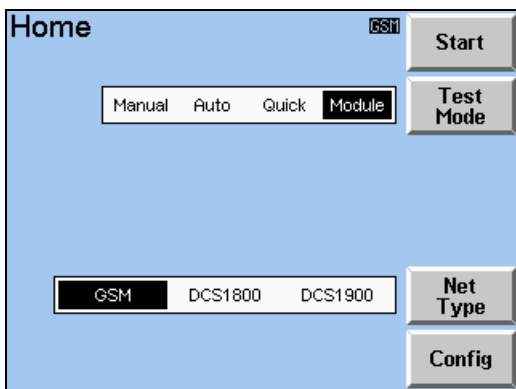 Home GSM
Start
Manual Auto Quick Module
Test
Mode
GSM DCS1800 DCS1900
Net
Type
Config